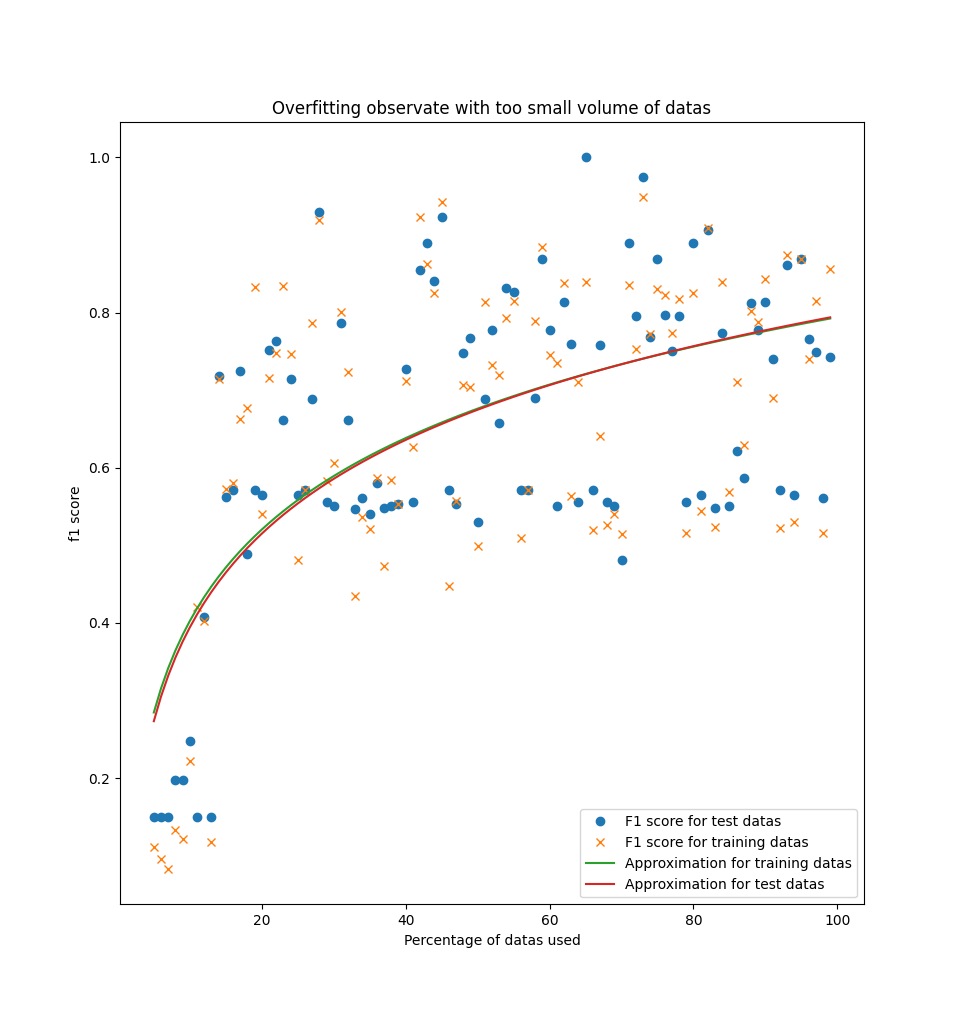 Overfitting observate with too small volume of datas
1.0
0.8
0.6
0.4
0.2
f1 score
F1 score for test datas
F1 score for training datas
Approximation for training datas
Approximation for test datas
20 40 60 80 100
Percentage of datas used